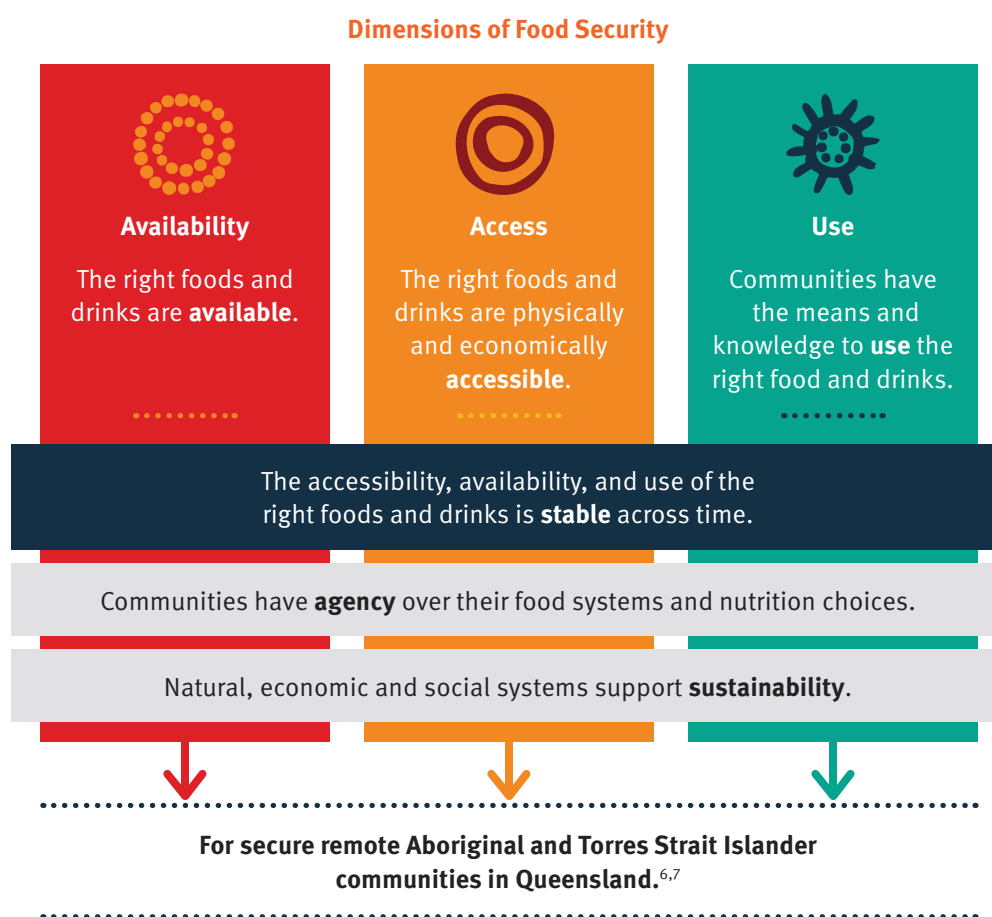 Dimensions of Food Security
Availability
The right foods and
drinks are available.
Access
The right foods and
drinks are physically
and economically
accessible.
Use
Communities have
the means and
knowledge to use the
right food and drinks.
The accessibility, availability, and use of the
right foods and drinks is stable across time.
Communities have agency over their food systems and nutrition choices.
Natural, economic and social systems support sustainability.
For secure remote Aboriginal and Torres Strait Islander
communities in Queensland.6,7